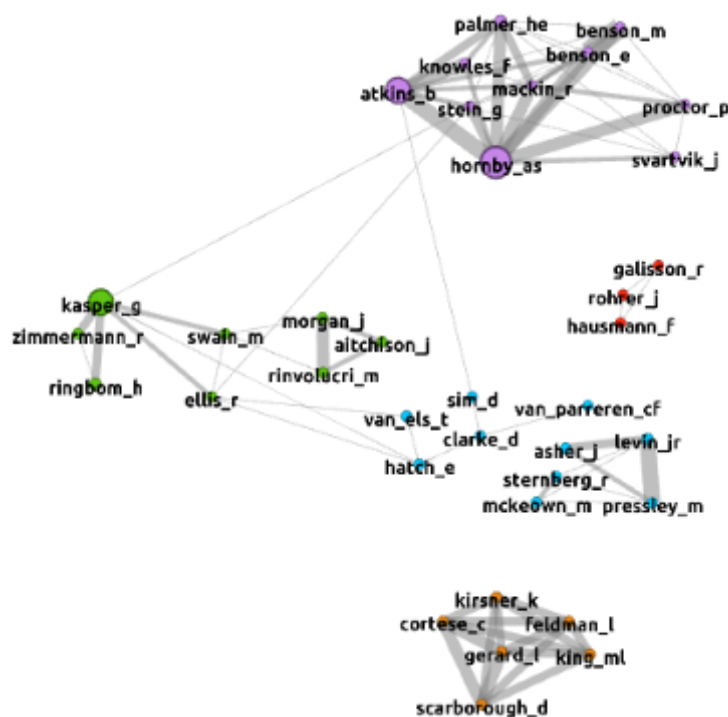 palmer_he
benson_m
benson_e
knowles_f
mackin_r
atkins_b
stein_g
proctor_p
hornby_as
svartvik_j
galisson_r
rohrer_j
hausmann_f
kasper_g
zimmermann_r
swain_m
morgan_j
aitchison_j
ringbom_h
rinvolucri_m
ellis_r
sim_d
van_els_t
van_parreren_cf
clarke_d
asher_j
levin_jr
hatch_e
sternberg_r
mckeown_m
pressley_m
kirsner_k
cortese_c
feldman_l
gerard_l
king_ml
scarborough_d